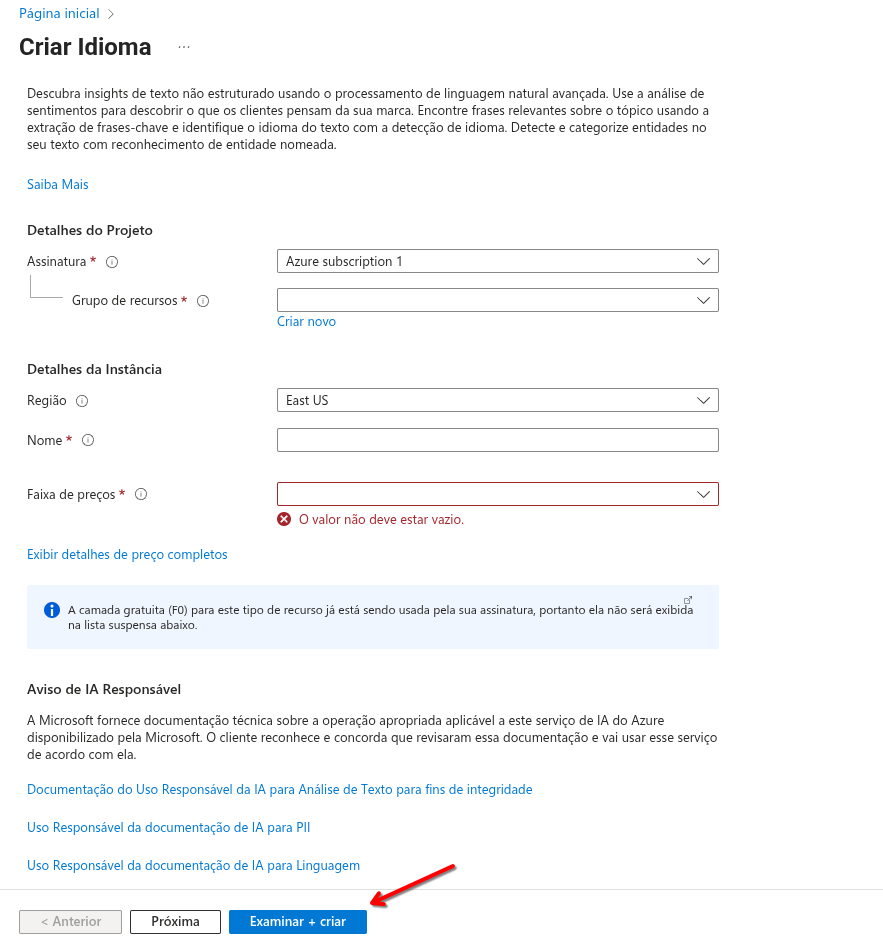 Página inicial
Criar Idioma
...
Descubra insights de texto não estruturado usando o processamento de linguagem natural avançada. Use a análise de
sentimentos para descobrir o que os clientes pensam da sua marca. Encontre frases relevantes sobre o tópico usando a
extração de frases-chave e identifique o idioma do texto com a detecção de idioma. Detecte e categorize entidades no
seu texto com reconhecimento de entidade nomeada.
Saiba Mais
Detalhes do Projeto
Assinatura * Azure subscription 1
Grupo de recursos *
Criar novo
Detalhes da Instância
Região East US
Nome *
Faixa de preços *
O valor não deve estar vazio.
Exibir detalhes de preço completos
A camada gratuita (F0) para este tipo de recurso já está sendo usada pela sua assinatura, portanto ela não será exibida
na lista suspensa abaixo.
Aviso de IA Responsável
A Microsoft fornece documentação técnica sobre a operação apropriada aplicável a este serviço de IA do Azure
disponibilizado pela Microsoft. O cliente reconhece e concorda que revisaram essa documentação e vai usar esse serviço
de acordo com ela.
Documentação do Uso Responsável da IA para Análise de Texto para fins de integridade
Uso Responsável da documentação de IA para PII
Uso Responsável da documentação de IA para Linguagem
< Anterior Próxima Examinar + criar